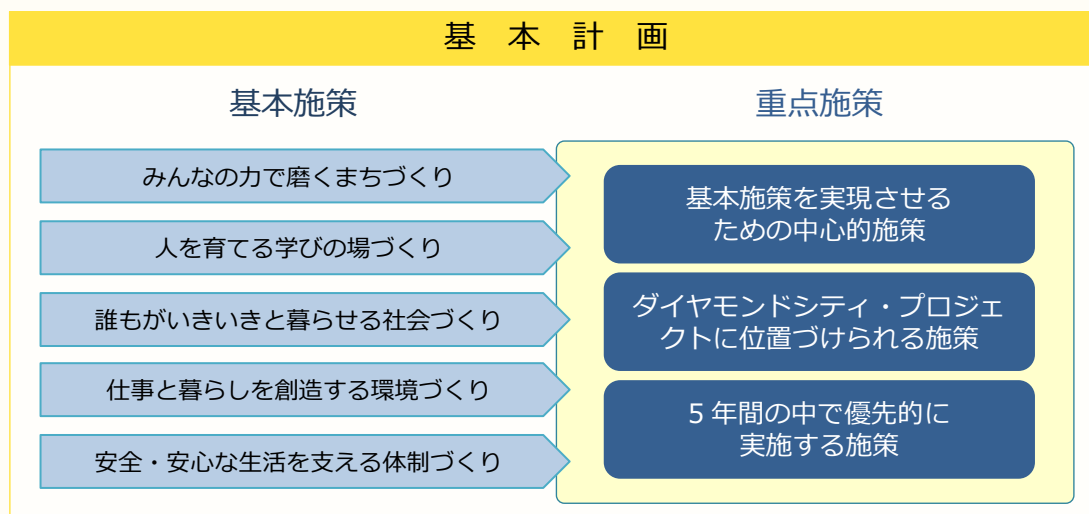 基 本 計 画
基本施策
重点施策
みんなの力で磨くまちづくり
人を育てる学びの場づくり
誰もがいきいきと暮らせる社会づくり
仕事と暮らしを創造する環境づくり
安全・安心な生活を支える体制づくり
基本施策を実現させる
ための中心的施策
ダイヤモンドシティ・プロジェ
クトに位置づけられる施策
5 年間の中で優先的に
実施する施策